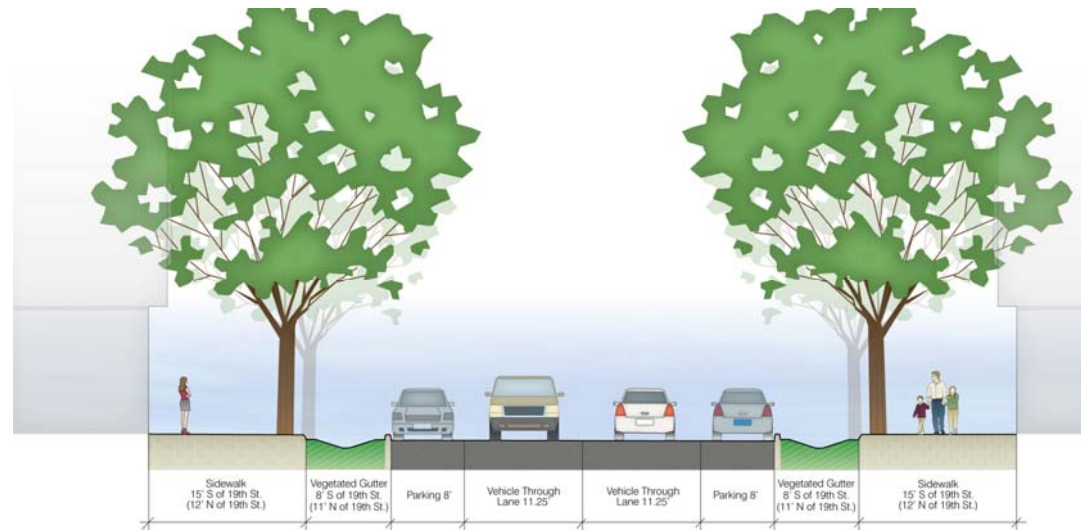 Sidewalk
15' S of 19th St.
(12' N of 19th St.)
Vegetated Gutter
8' S of 19th St.
(11' N of 19th St.)
Parking 8'
Vehicle Through
Lane 11.25'
Vehicle Through
Lane 11.25'
Parking 8'
Vegetated Gutter
8' S of 19th St.
(11' N of 19th St.)
Sidewalk
15' S of 19th St.
(12' N of 19th St.)